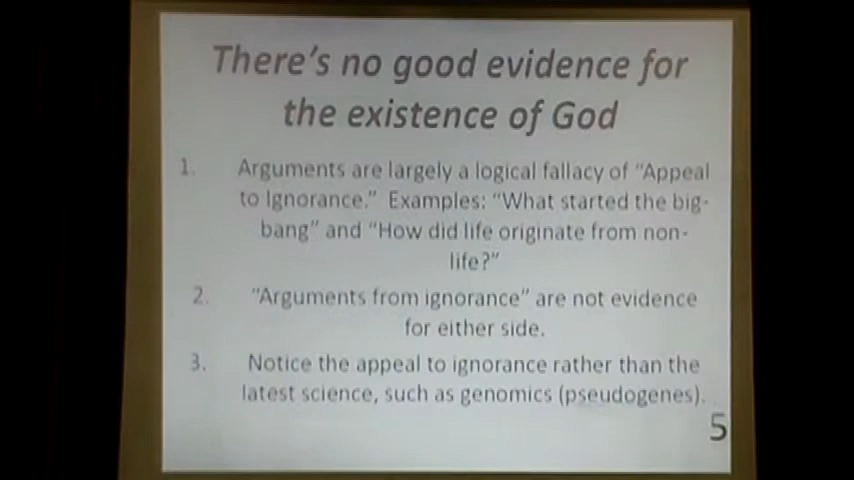 There's no good evidence for
the existence of God
1. Arguments are largely a logical fallacy of "Appeal
to Ignorance." Examples: "What started the big-
bang" and "How did life originate from non-
life?"
2. "Arguments from ignorance" are not evidence
for either side.
3. Notice the appeal to ignorance rather than the
latest science, such as genomics (pseudogenes).
5